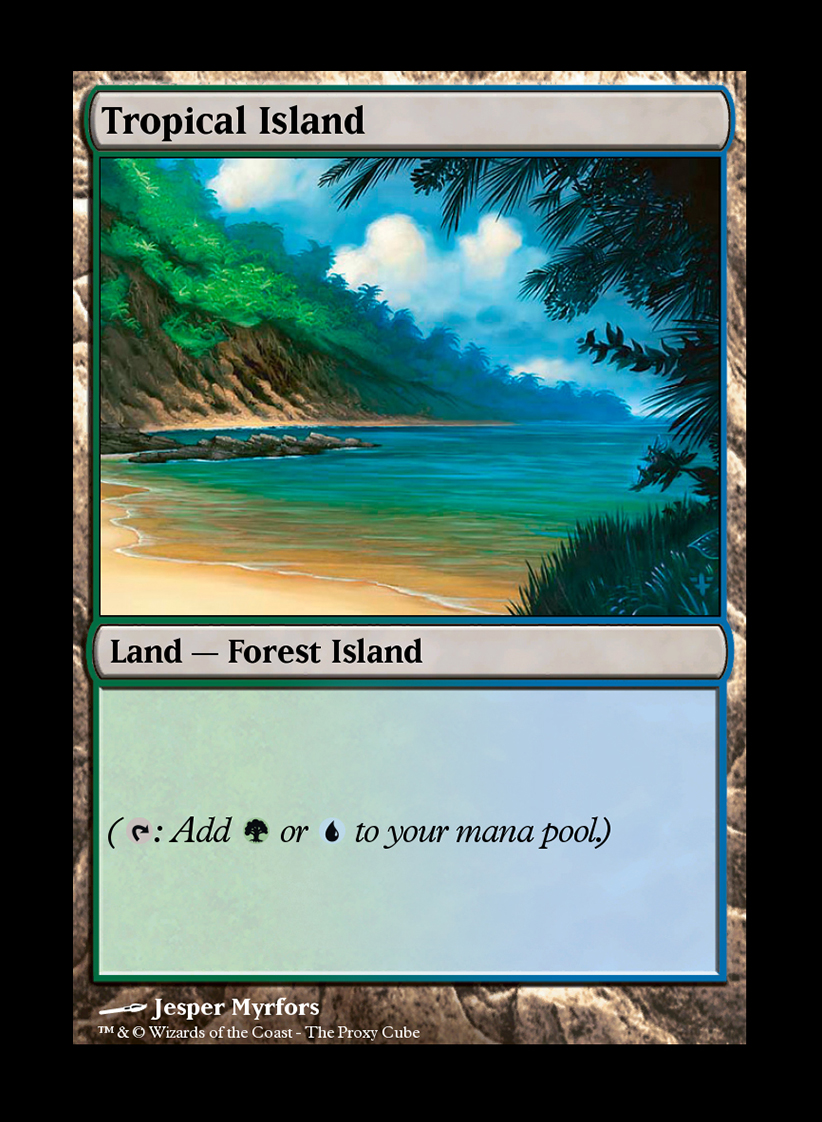 Tropical Island
Land — Forest Island
( : Add or to your mana pool.)
Jesper Myrfors
™ & © Wizards of the Coast - The Proxy Cube